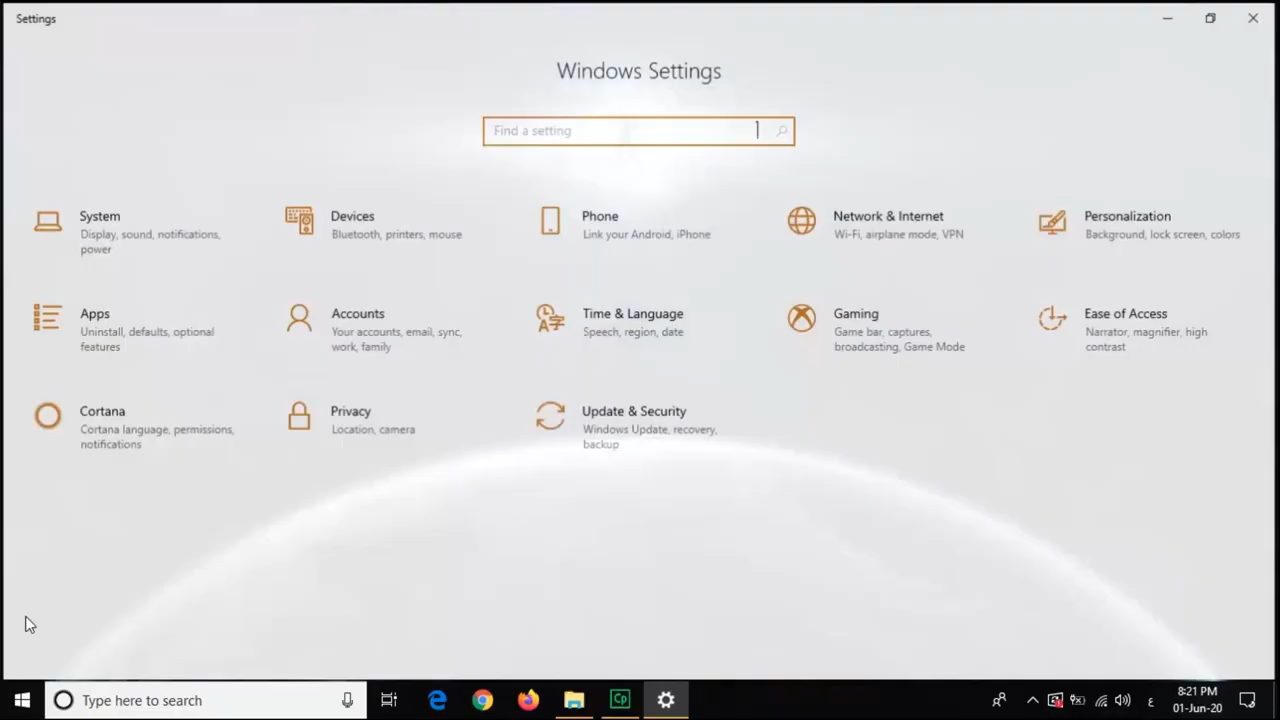 Settings
Windows Settings
Find a setting
System
Display, sound, notifications,
power
Devices
Bluetooth, printers, mouse
Phone
Link your Android, iPhone
Network & Internet
Wi-Fi, airplane mode, VPN
Personalization
Background, lock screen, colors
Apps
Uninstall, defaults, optional
features
Accounts
Your accounts, email, sync,
work, family
Time & Language
Speech, region, date
Gaming
Game bar, captures,
broadcasting, Game Mode
Ease of Access
Narrator, magnifier, high
contrast
Cortana
Cortana language, permissions,
notifications
Privacy
Location, camera
Update & Security
Windows Update, recovery,
backup
Type here to search
Cp
ع
8:21 PM
01-Jun-20